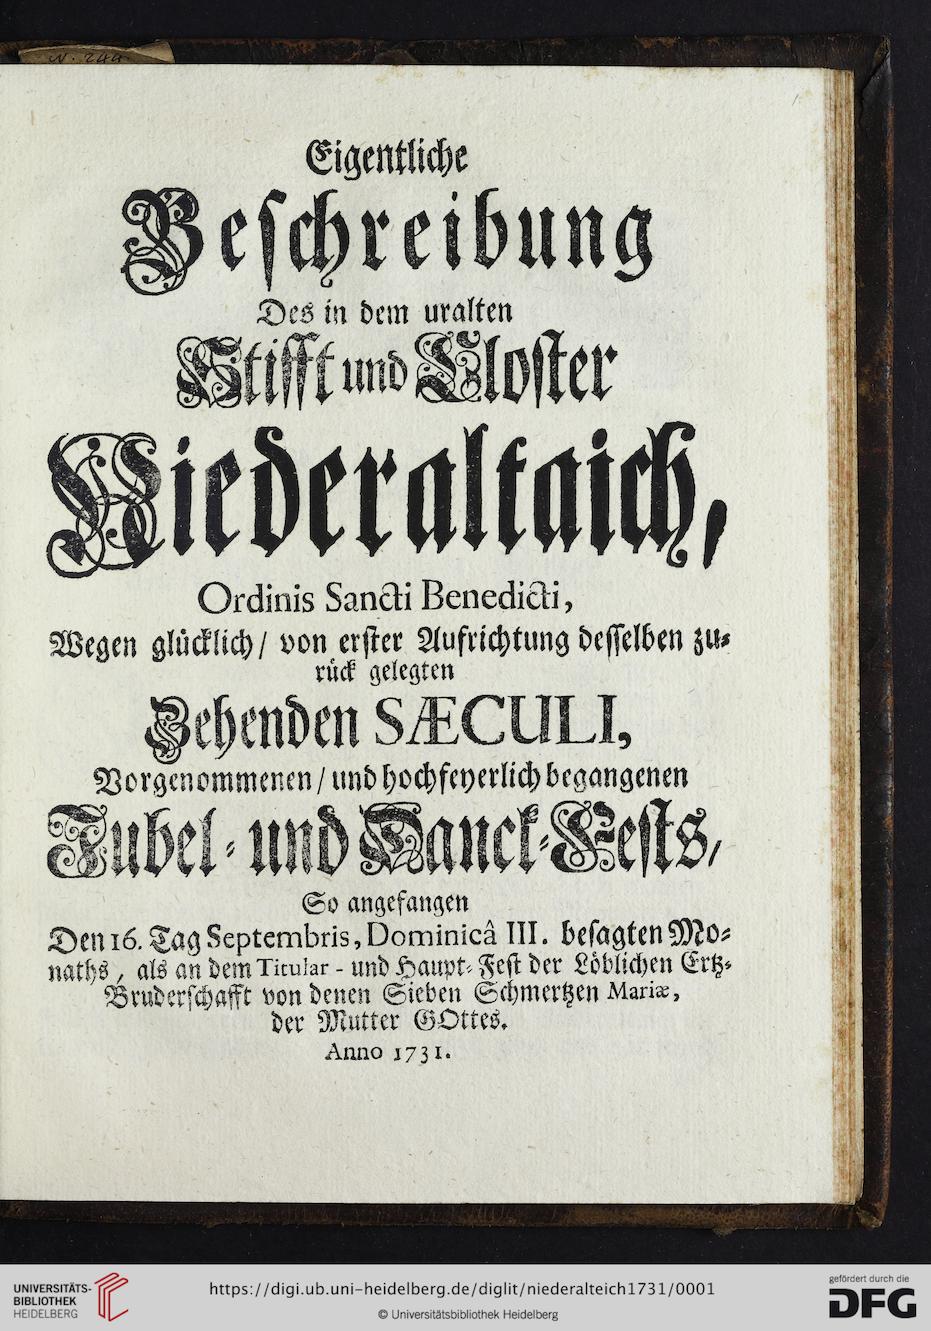 N. 244
Eigentliche
Beſchreibung
Des in dem uralten
Stifft und Cloſter
Niederaltaich,
Ordinis Sancti Benedicti,
Wegen glücklich / von erſter Aufrichtung deſſelben zu-
rück gelegten
Zehenden SÆCULI,
Vorgenommenen / und hochfeyerlich begangenen
Jubel- und Danck-Feſts,
So angefangen
Den 16. Tag Septembris, Dominicâ III. beſagten Mo-
naths, als an dem Titular- und Haupt-Feſt der Löblichen Ertz-
Bruderſchafft von denen Sieben Schmertzen Mariæ,
der Mutter GOttes.
Anno 1731.
UNIVERSITÄTS-
BIBLIOTHEK
HEIDELBERG
https://digi.ub.uni-heidelberg.de/diglit/niederalteich1731/0001
© Universitätsbibliothek Heidelberg
gefördert durch die
DFG